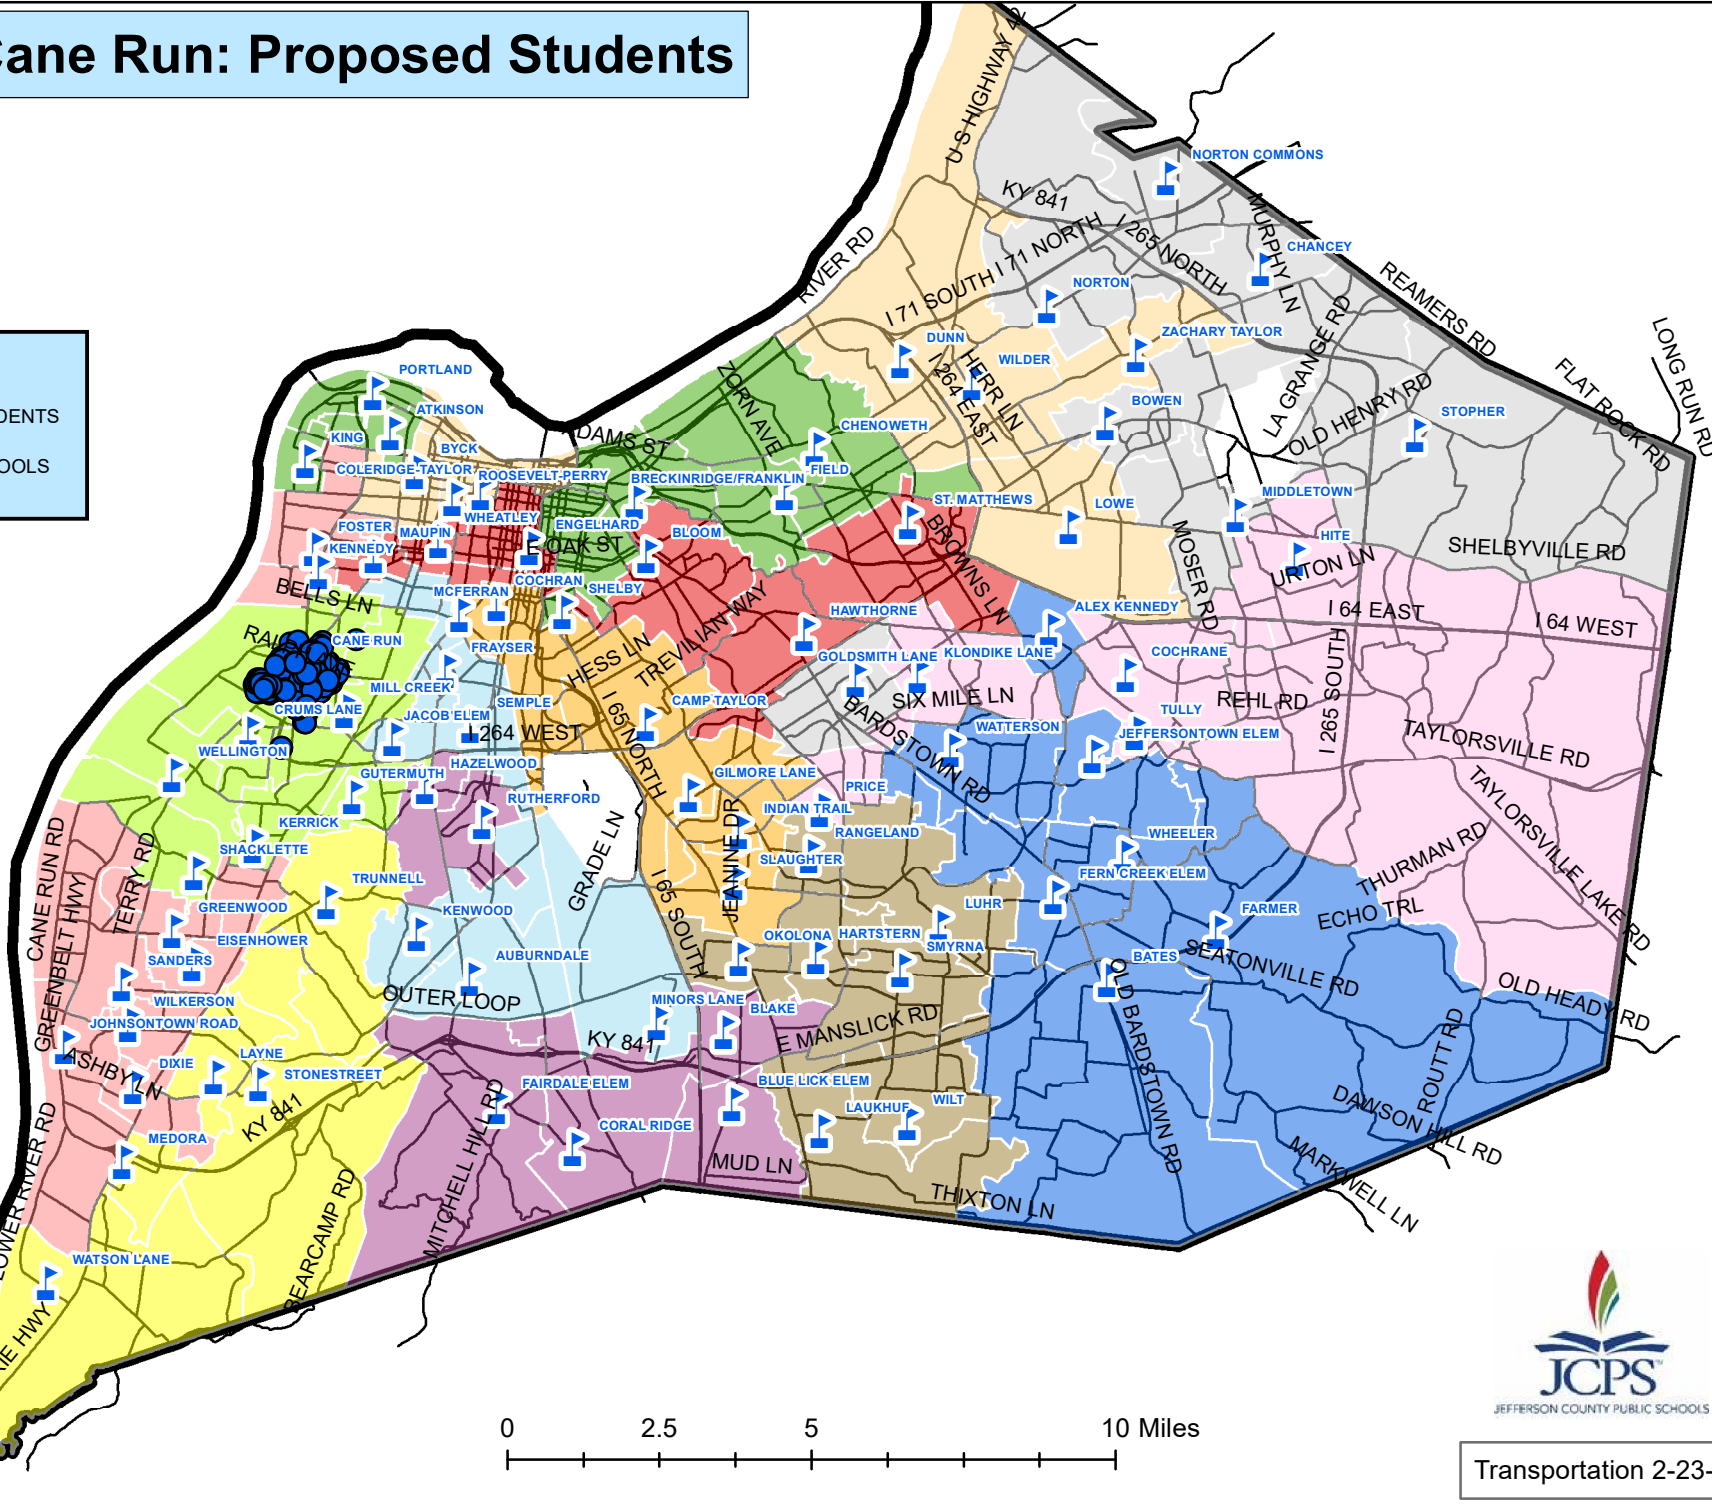 Cane Run: Proposed Students
DENTS
OOLS
U S HIGHWAY 42
NORTON COMMONS
KY 841
I 265 NORTH
MURPHY LN
CHANCEY
RIVER RD
I 71 SOUTH
I 71 NORTH
NORTON
REAMERS RD
LONG RUN RD
ZACHARY TAYLOR
LA GRANGE RD
DUNN
WILDER
HERR LN
I 264 EAST
FLAT ROCK RD
PORTLAND
ZORN AVE
BOWEN
OLD HENRY RD
STOPHER
ATKINSON
KING
BYCK
CHENOWETH
COLERIDGE-TAYLOR
ROOSEVELT-PERRY
BRECKINRIDGE/FRANKLIN
FIELD
ST. MATTHEWS
LOWE
MIDDLETOWN
FOSTER
MAUPIN
WHEATLEY
ENGELHARD
BLOOM
BROWNS LN
MOSER RD
HITE
KENNEDY
E OAK ST
URTON LN
SHELBYVILLE RD
BELLS LN
COCHRAN
MCFERRAN
SHELBY
HAWTHORNE
ALEX KENNEDY
I 64 EAST
I 64 WEST
CANE RUN
FRAYSER
HESS LN
TREVILIAN WAY
GOLDSMITH LANE
KLONDIKE LANE
COCHRANE
MILL CREEK
CRUMS LANE
SEMPLE
CAMP TAYLOR
SIX MILE LN
REHL RD
I 265 SOUTH
JACOB ELEM
I 264 WEST
I 65 NORTH
BARDSTOWN RD
WATTERSON
TULLY
JEFFERSONTOWN ELEM
TAYLORSVILLE RD
WELLINGTON
HAZELWOOD
GUTERMUTH
GILMORE LANE
PRICE
RUTHERFORD
INDIAN TRAIL
TAYLORSVILLE LAKE RD
KERRICK
RANGELAND
WHEELER
CANE RUN RD
TERRY RD
SHACKLETTE
GRADE LN
JEANINE DR
SLAUGHTER
FERN CREEK ELEM
THURMAN RD
TRUNNELL
GREENWOOD
KENWOOD
I 65 SOUTH
LUHR
FARMER
ECHO TRL
GREENBELT HWY
EISENHOWER
OKOLONA
HARTSTERN
SMYRNA
SANDERS
AUBURNDALE
BATES
SEATONVILLE RD
WILKERSON
OUTER LOOP
MINORS LANE
BLAKE
OLD HEADY RD
JOHNSONTOWN ROAD
KY 841
E MANSLICK RD
OLD BARDSTOWN RD
ROUTT RD
ASHBY LN
DIXIE
LAYNE
STONESTREET
FAIRDALE ELEM
BLUE LICK ELEM
WILT
DAWSON HILL RD
KY 841
CORAL RIDGE
MEDORA
MITCHELL HILL RD
MUD LN
MARKWELL LN
LOWER RIVER RD
BEARCAMP RD
THIXTON LN
WATSON LANE
IE HWY
0 2.5 5 10 Miles
JCPS
JEFFERSON COUNTY PUBLIC SCHOOLS
Transportation 2-23-